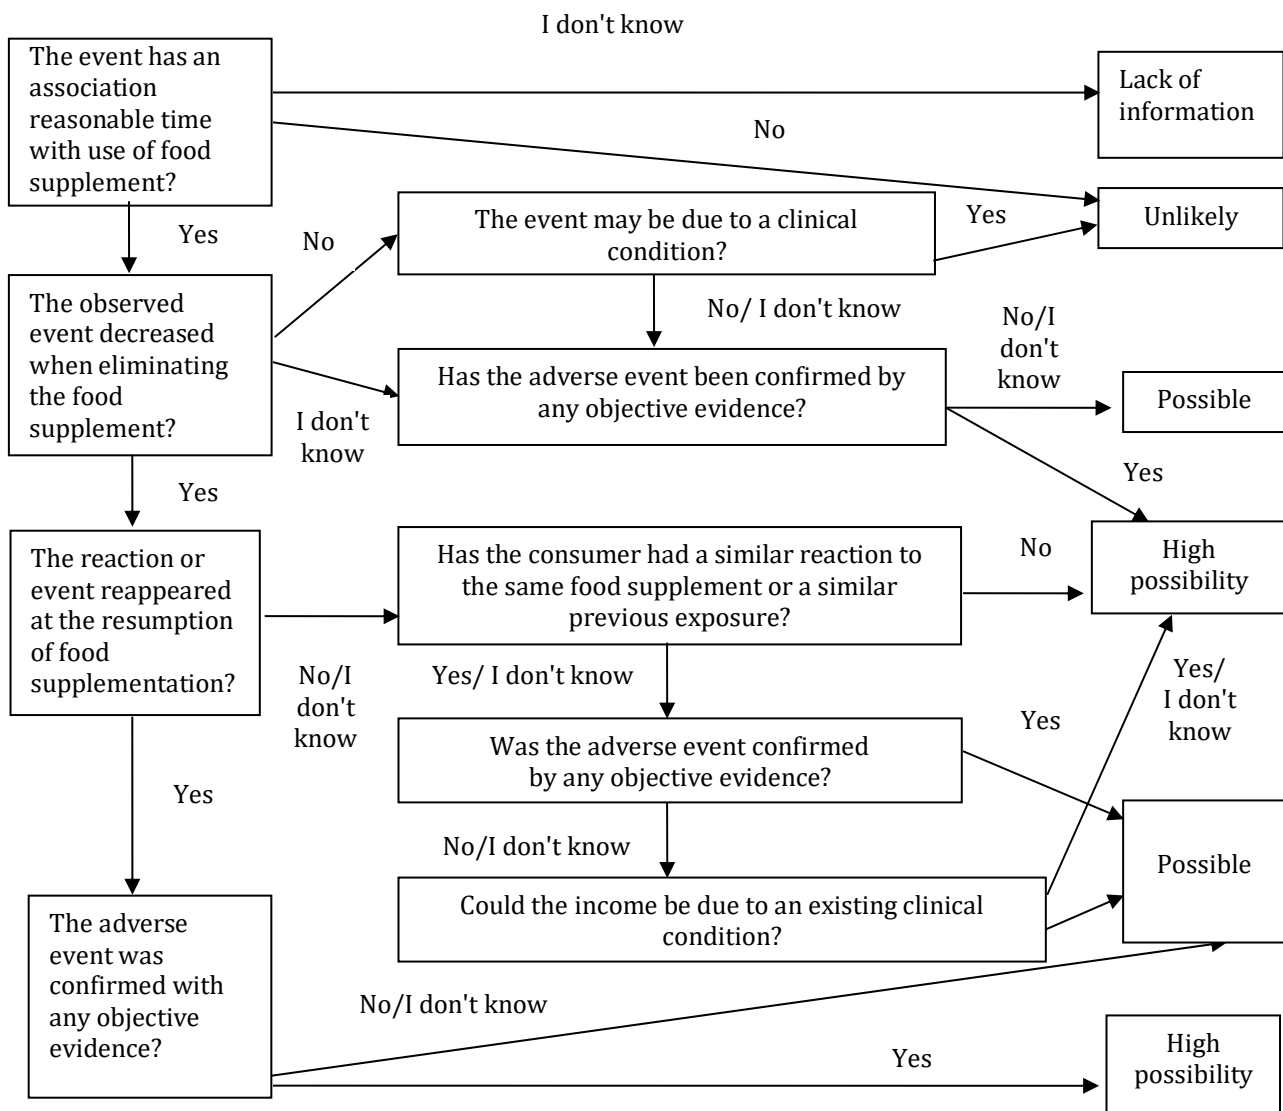 I don't know
The event has an
association
reasonable time
with use of food
supplement?
Lack of
information
No
Unlikely
The event may be due to a clinical
condition?
Yes
Yes
No
The observed
event decreased
when eliminating
the food
supplement?
No/ I don't know
No/I
don't
know
Has the adverse event been confirmed by
any objective evidence?
Possible
I don't
know
Yes
Yes
The reaction or
event reappeared
at the resumption
of food
supplementation?
Has the consumer had a similar reaction to
the same food supplement or a similar
previous exposure?
No
High
possibility
No/I
don't
know
Yes/ I don't know
Yes/
I don't
know
Was the adverse event confirmed
by any objective evidence?
Yes
Yes
No/I don't know
Could the income be due to an existing clinical
condition?
Possible
The adverse
event was
confirmed with
any objective
evidence?
No/I don't know
Yes
High
possibility